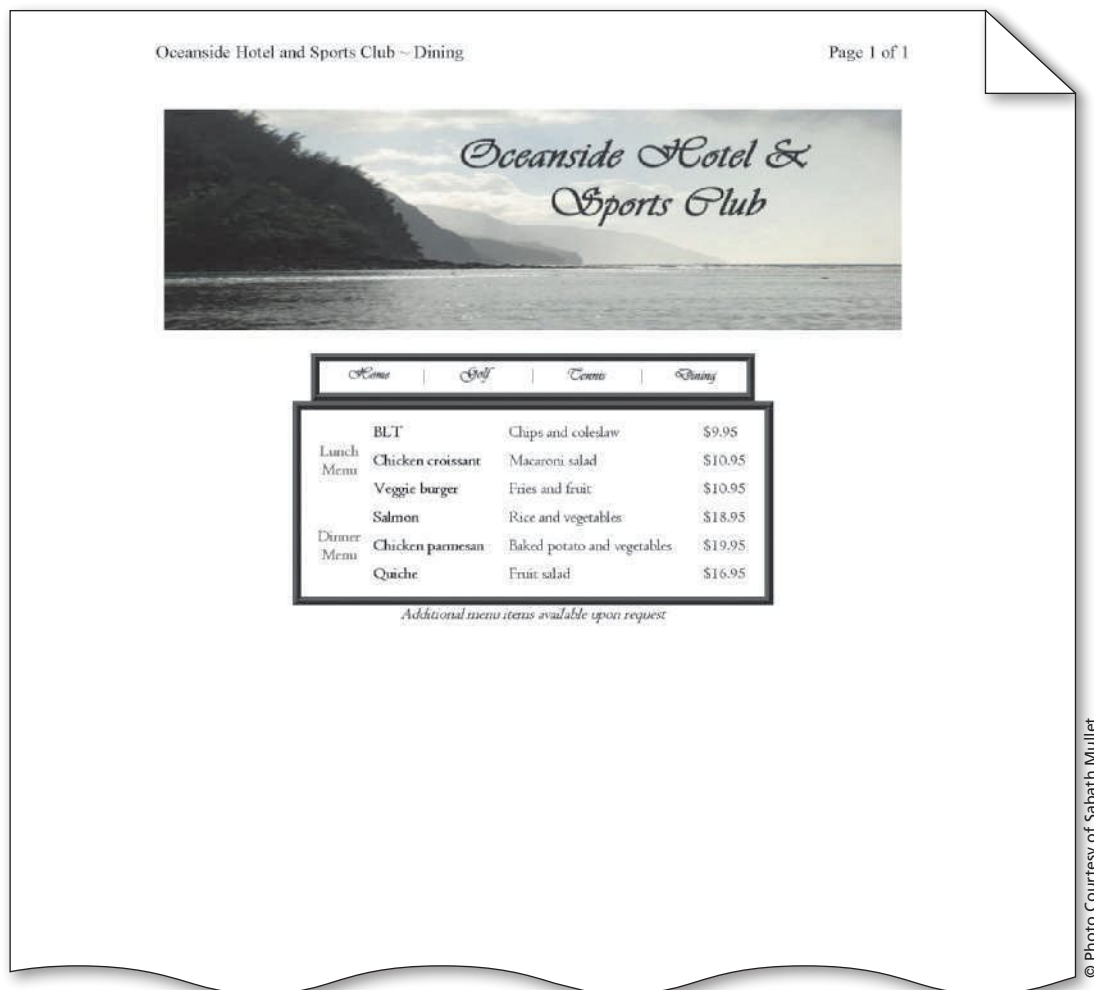 Oceanside Hotel and Sports Club ~ Dining Page 1 of 1
Oceanside Hotel &
Sports Club
Home | Golf | Tennis | Dining
Lunch
Menu
BLT Chips and coleslaw $9.95
Chicken croissant Macaroni salad $10.95
Veggie burger Fries and fruit $10.95
Dinner
Menu
Salmon Rice and vegetables $18.95
Chicken parmesan Baked potato and vegetables $19.95
Quiche Fruit salad $16.95
Additional menu items available upon request
© Photo Courtesy of Sabath Mullet